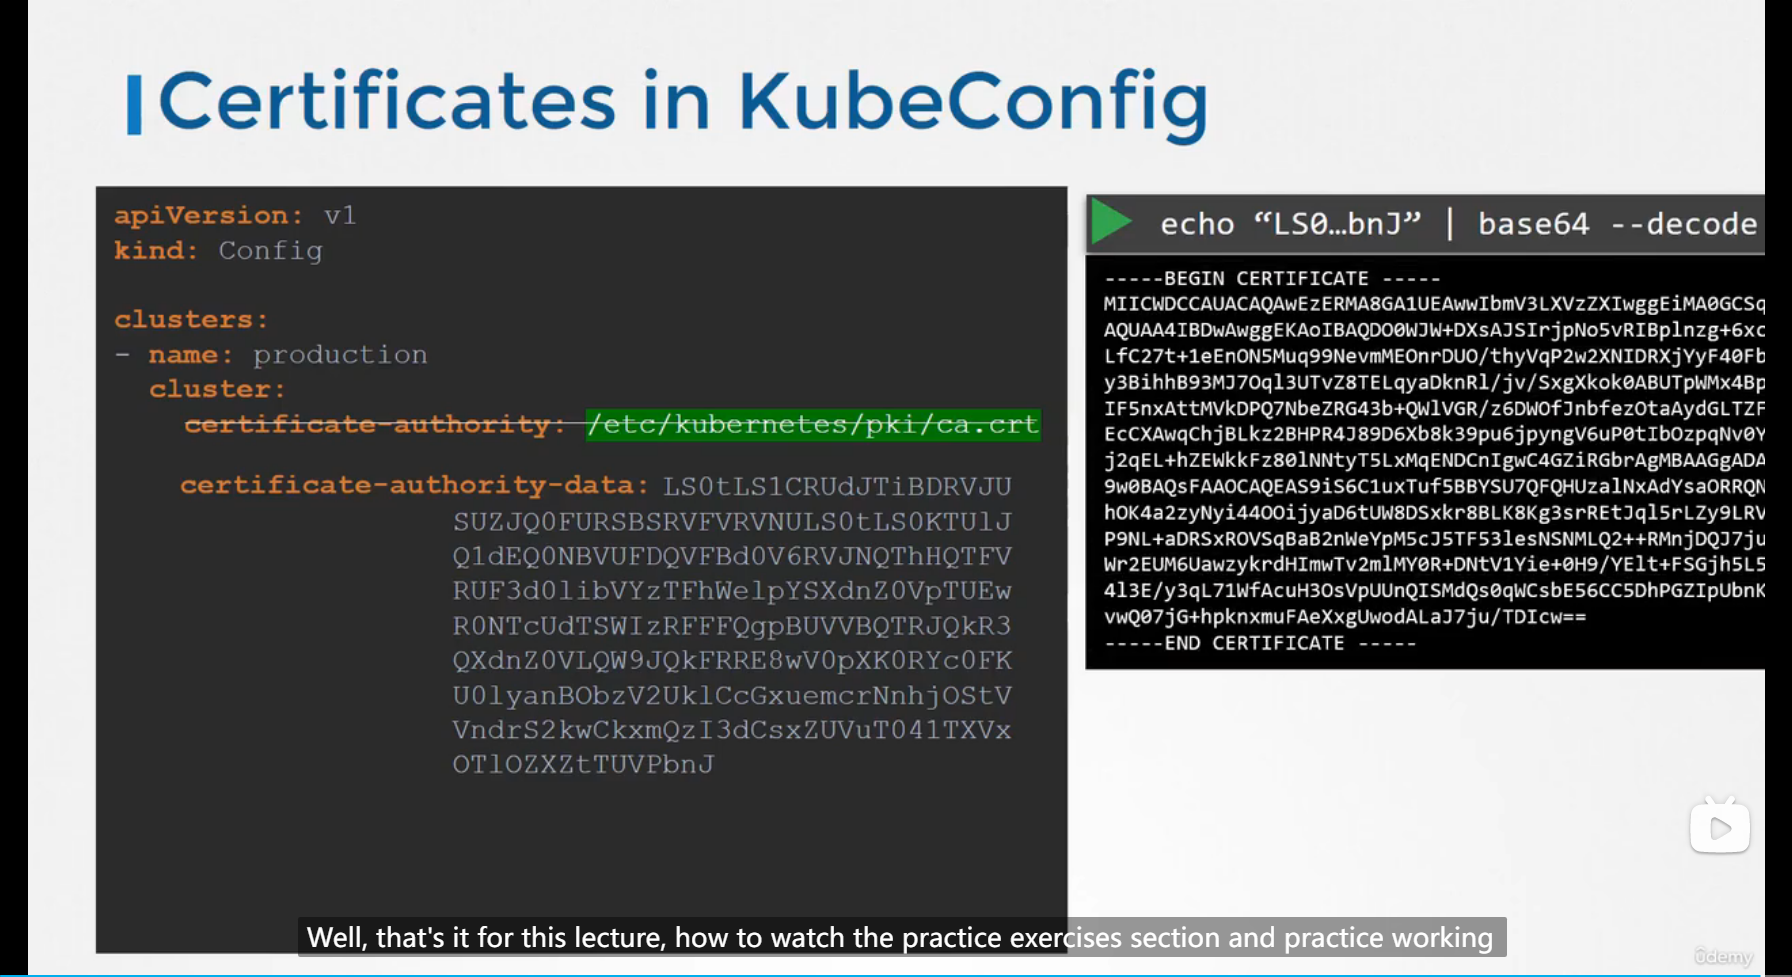 Certificates in KubeConfig
apiVersion: v1
kind: Config
clusters:
- name: production
cluster:
certificate-authority: /etc/kubernetes/pki/ca.crt
certificate-authority-data: LS0tLS1CRUdJTiBDRVJU
SUZJQ0FURSBSRVFVRVNULS0tLS0KTUlJ
Q1dEQ0NBVUFDQVFBd0V6RVJNQThHQTFV
RUF3d0libVYzTFhWelpYSXdnZ0VpTUEw
R0NTcUdTSWIzRFFFQgpBUVVBQTRJQkR3
QXdnZ0VLQW9JQkFRRE8wV0pXK0RYc0FK
U0lyanBObzV2UklCcGxuemcrNnhjOStV
VndrS2kwCkxmQzI3dCsxZUVuT041TXVx
OTlOZXZtTUVPbnJ
echo “LS0…bnJ” | base64 --decode
-----BEGIN CERTIFICATE -----
MIICWDCCAUACAQAwEzERMA8GA1UEAwwIbmV3LXVzZXIwggEiMA0GCSq
AQUAA4IBDwAwggEKAoIBAQDO0WJW+DXsAJSIrjpNo5vRIBplnzg+6xc
LfC27t+1eEnON5Muq99NevmMEOnrDUO/thyVqP2w2XNIDRXjYyF40Fb
y3BihhB93MJ7Oql3UTvZ8TELqyaDknRl/jv/SxgXkok0ABUTpWMx4Bp
IF5nxAttMVkDPQ7NbeZRG43b+QWlVGR/z6DWOfJnbfezOtaAydGLTZF
EcCXAwqChjBLkz2BHPR4J89D6Xb8k39pu6jpyngV6uP0tIbOzpqNv0Y
j2qEL+hZEWkkFz80lNNtyT5LxMqENDCnIgwC4GZiRGbrAgMBAAGgADA
9w0BAQsFAAOCAQEAS9iS6C1uxTuf5BBYSU7QFQHUzalNxAdYsaORRQN
hOK4a2zyNyi44OOijyaD6tUW8DSxkr8BLK8Kg3srREtJql5rLZy9LRV
P9NL+aDRSxROVSqBaB2nWeYpM5cJ5TF53lesNSNMLQ2++RMnjDQJ7ju
Wr2EUM6UawzykrdHImwTv2mlMY0R+DNtV1Yie+0H9/YElt+FSGjh5L5
4l3E/y3qL71WfAcuH3OsVpUUnQISMdQs0qWCsbE56CC5DhPGZIpUbnK
vwQ07jG+hpknxmuFAeXxgUwodALaJ7ju/TDIcw==
-----END CERTIFICATE -----
Well, that's it for this lecture, how to watch the practice exercises section and practice working
ûdemy